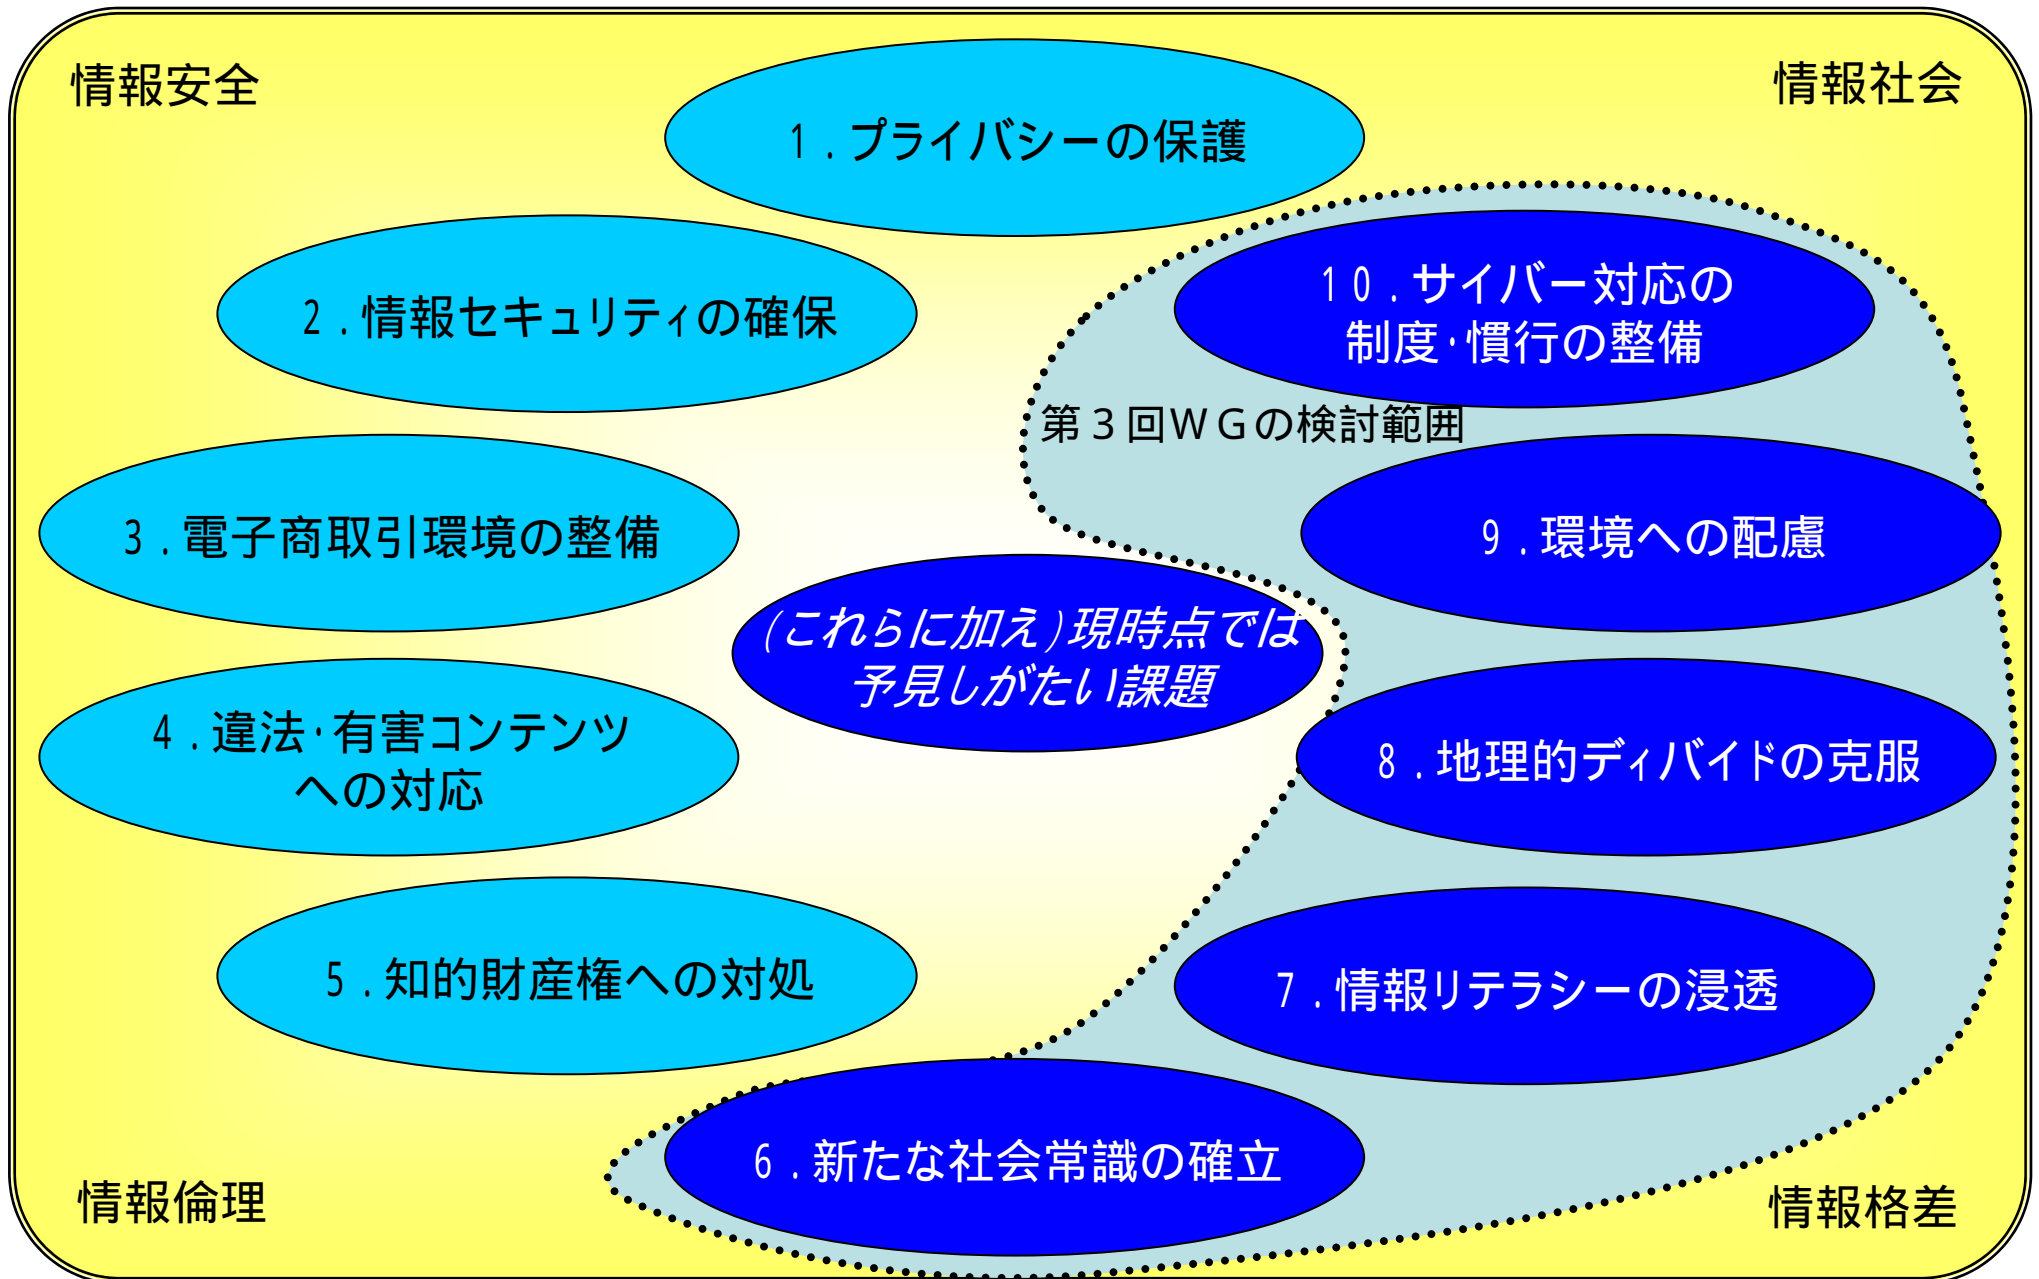 情報安全
情報社会
１．プライバシーの保護
２．情報セキュリティの確保
１０．サイバー対応の
制度・慣行の整備
第３回ＷＧの検討範囲
３．電子商取引環境の整備
９．環境への配慮
(これらに加え)現時点では
予見しがたい課題
４．違法・有害コンテンツ
への対応
８．地理的ディバイドの克服
５．知的財産権への対処
７．情報リテラシーの浸透
６．新たな社会常識の確立
情報倫理
情報格差